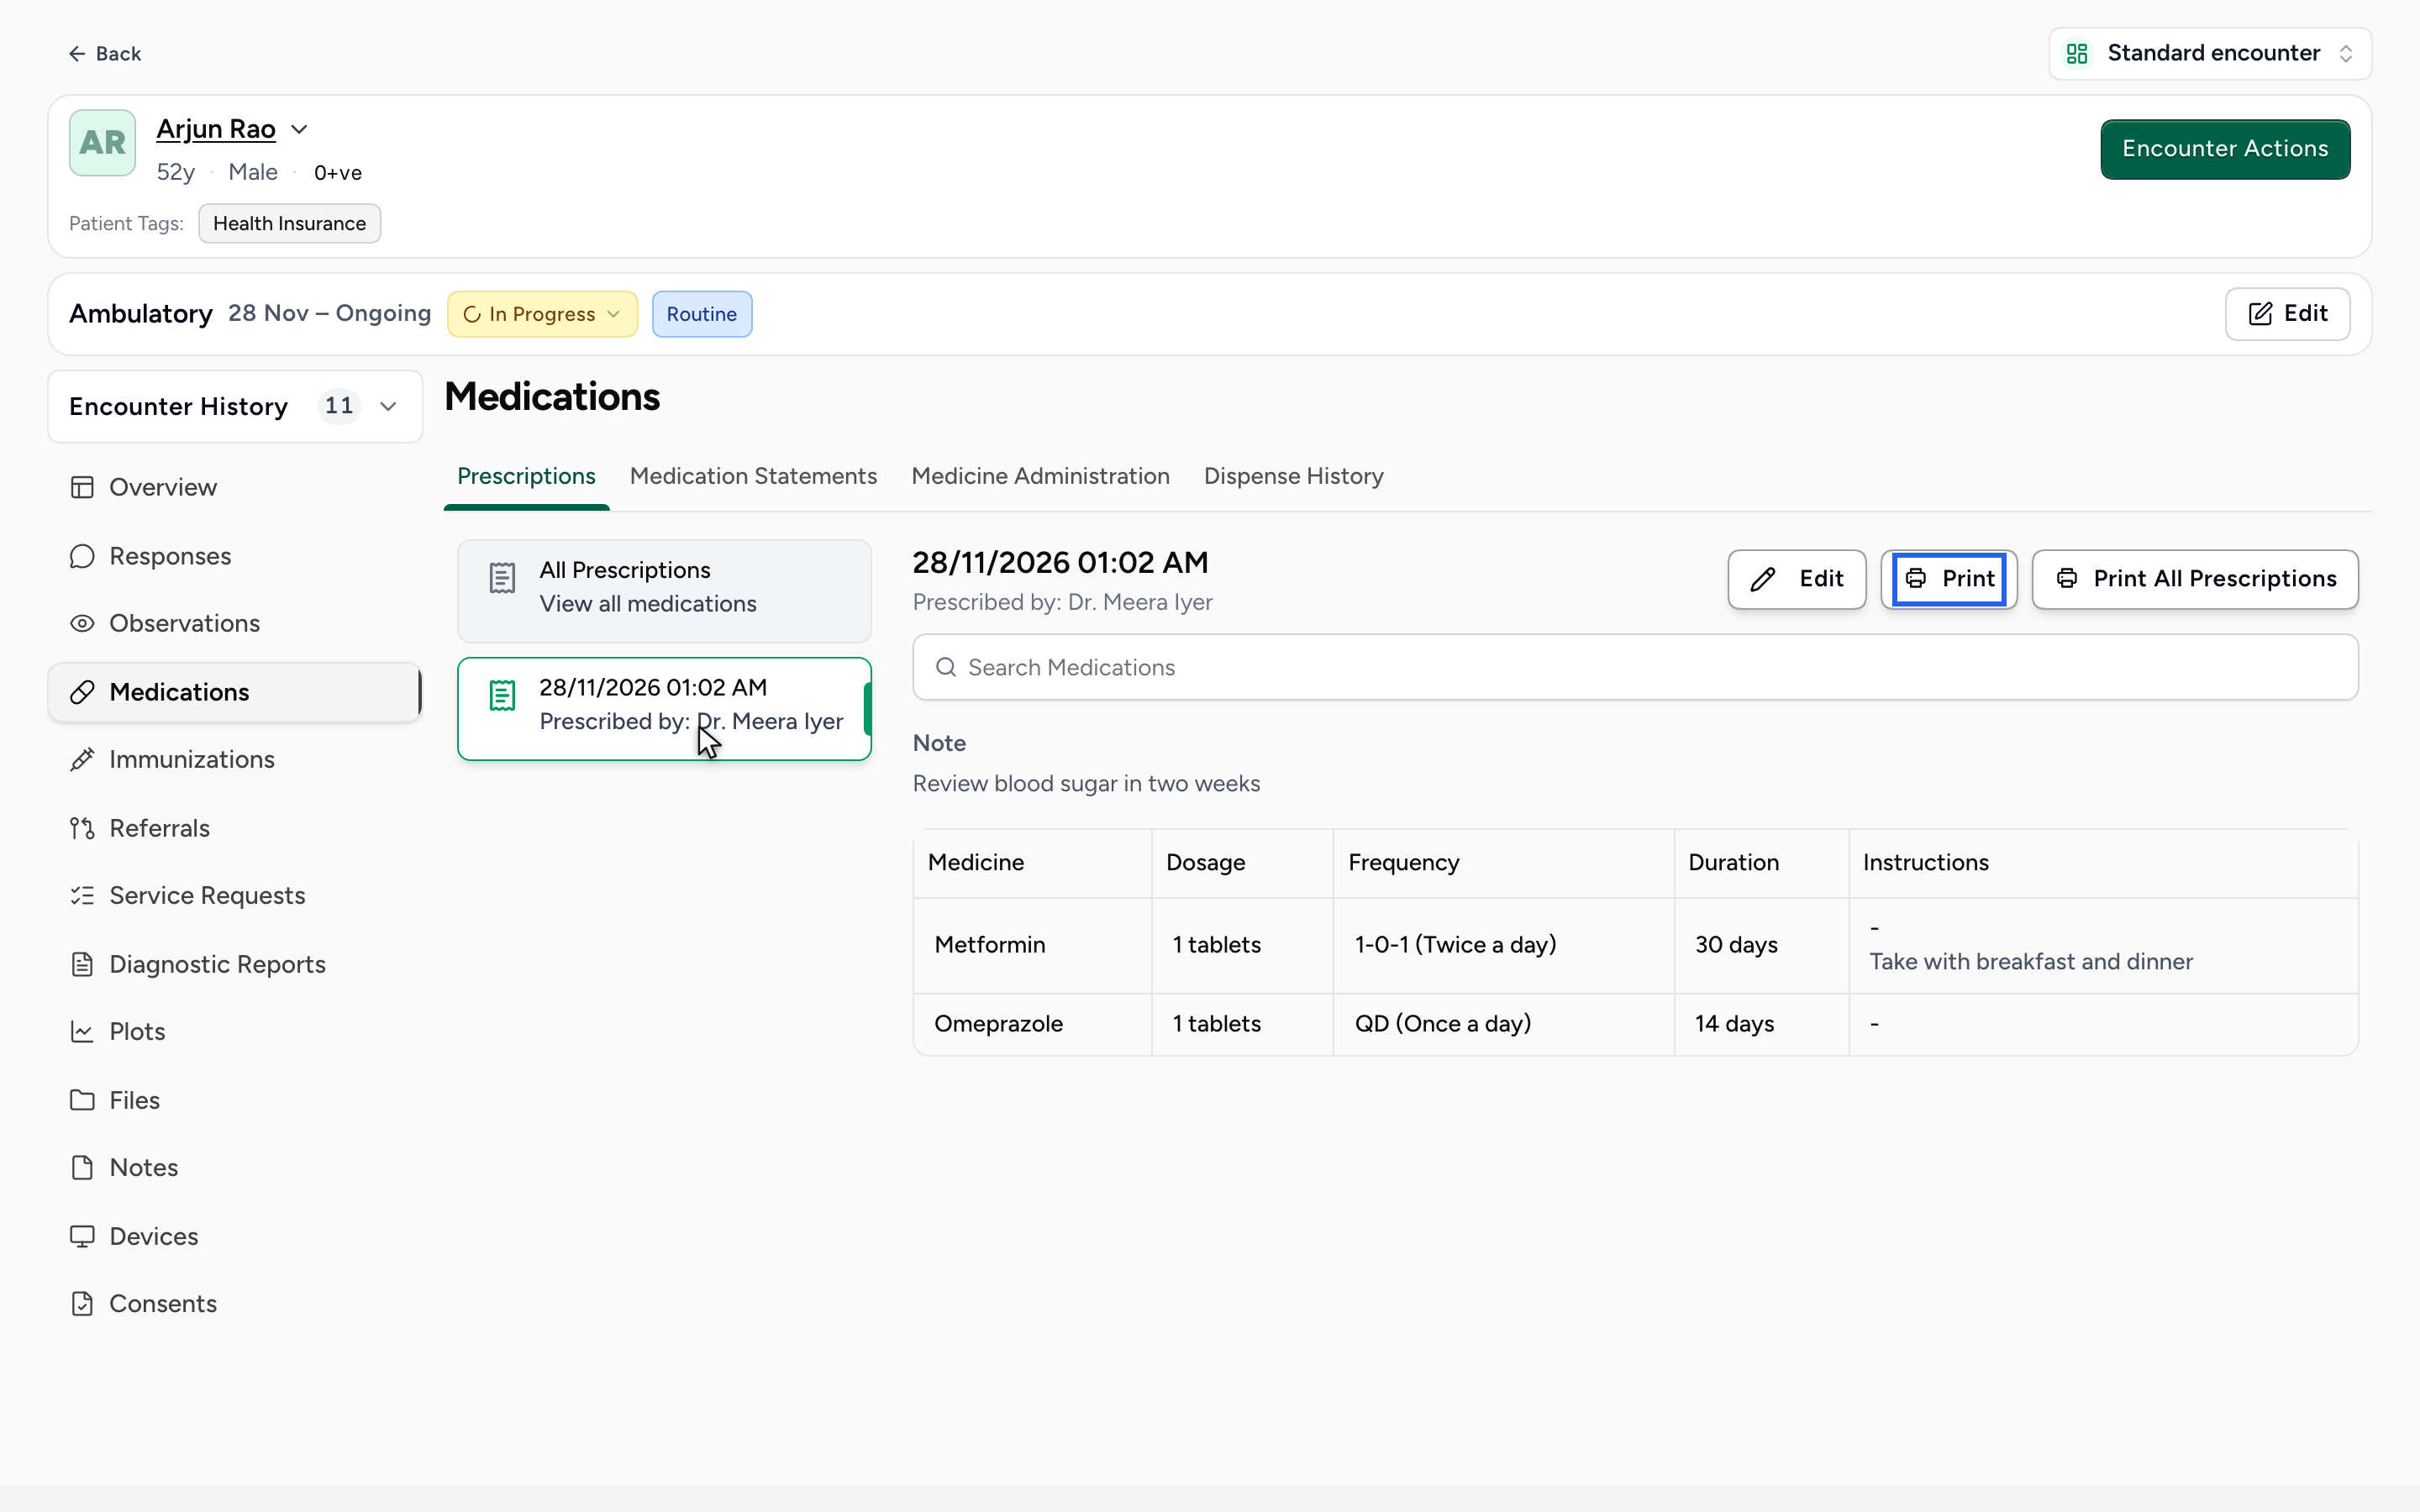 Back
Standard encounter
AR
Arjun Rao
52y · Male · 0+ve
Encounter Actions
Patient Tags: Health Insurance
Ambulatory 28 Nov – Ongoing In Progress Routine
Edit
Encounter History 11
Overview
Responses
Observations
Medications
Immunizations
Referrals
Service Requests
Diagnostic Reports
Plots
Files
Notes
Devices
Consents
Medications
Prescriptions Medication Statements Medicine Administration Dispense History
All Prescriptions
View all medications
28/11/2026 01:02 AM
Prescribed by: Dr. Meera Iyer
28/11/2026 01:02 AM
Prescribed by: Dr. Meera Iyer
Edit Print Print All Prescriptions
Search Medications
Note
Review blood sugar in two weeks
Medicine Dosage Frequency Duration Instructions
Metformin 1 tablets 1-0-1 (Twice a day) 30 days -
Take with breakfast and dinner
Omeprazole 1 tablets QD (Once a day) 14 days -